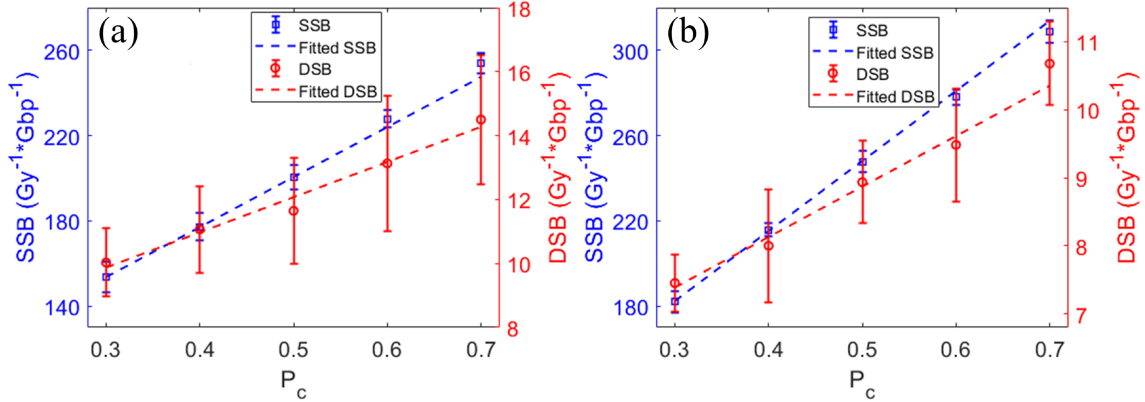 (a)
SSB
Fitted SSB
DSB
Fitted DSB
260
220
180
140
SSB (Gy⁻¹*Gbp⁻¹)
18
16
14
12
10
8
DSB (Gy⁻¹*Gbp⁻¹)
0.3 0.4 0.5 0.6 0.7
P_c
(b)
SSB
Fitted SSB
DSB
Fitted DSB
300
260
220
180
SSB (Gy⁻¹*Gbp⁻¹)
11
10
9
8
7
DSB (Gy⁻¹*Gbp⁻¹)
0.3 0.4 0.5 0.6 0.7
P_c